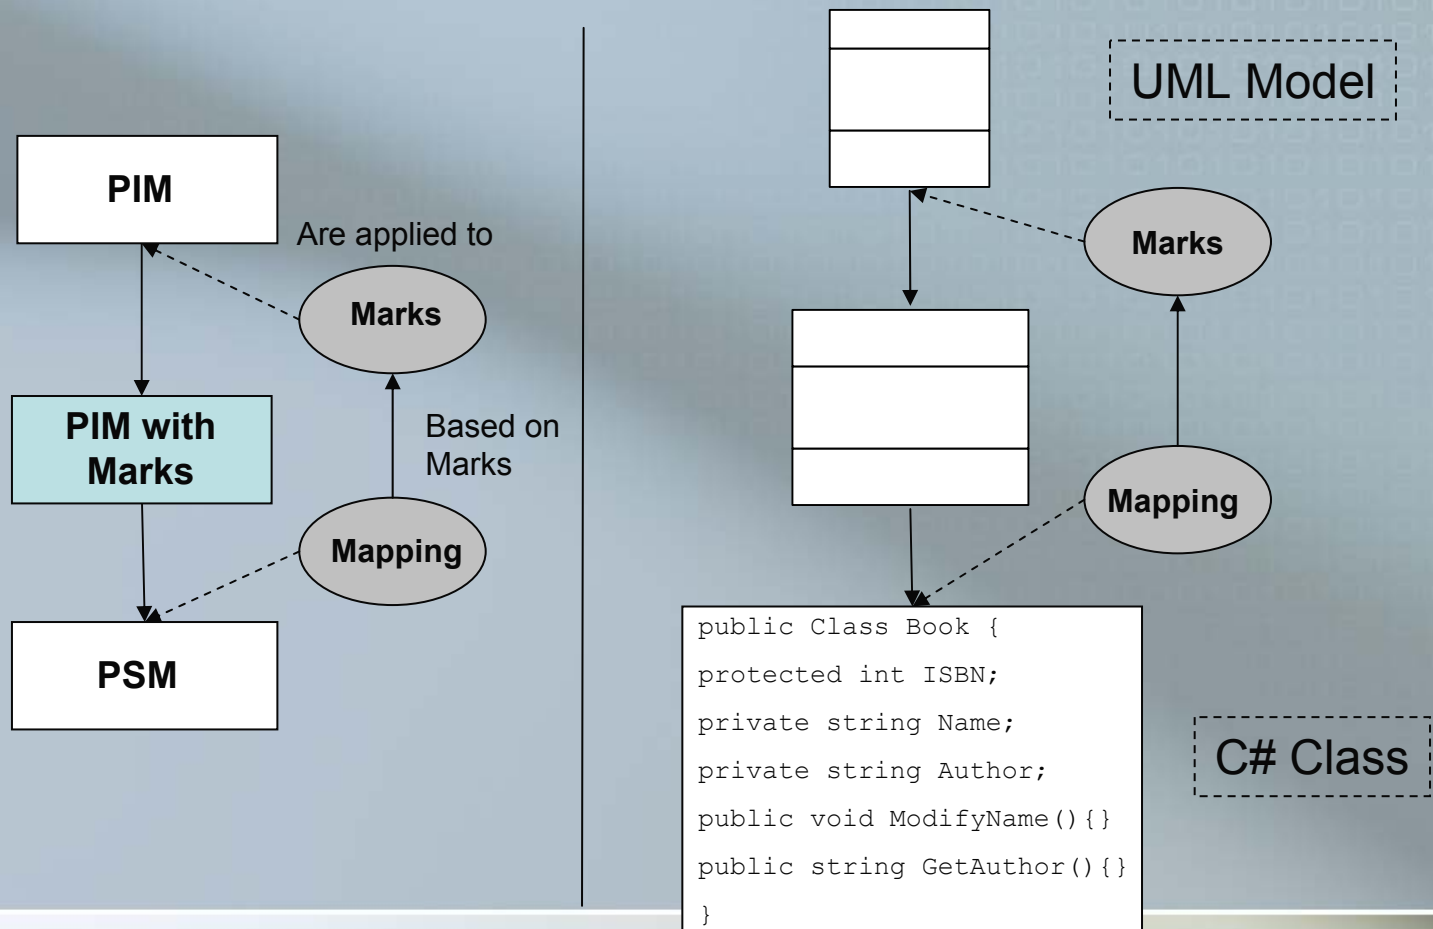 PIM
Are applied to
Marks
PIM with
Marks
Based on
Marks
Mapping
PSM
UML Model
Marks
Mapping
public Class Book {
protected int ISBN;
private string Name;
private string Author;
public void ModifyName(){}
public string GetAuthor(){}
}
C# Class